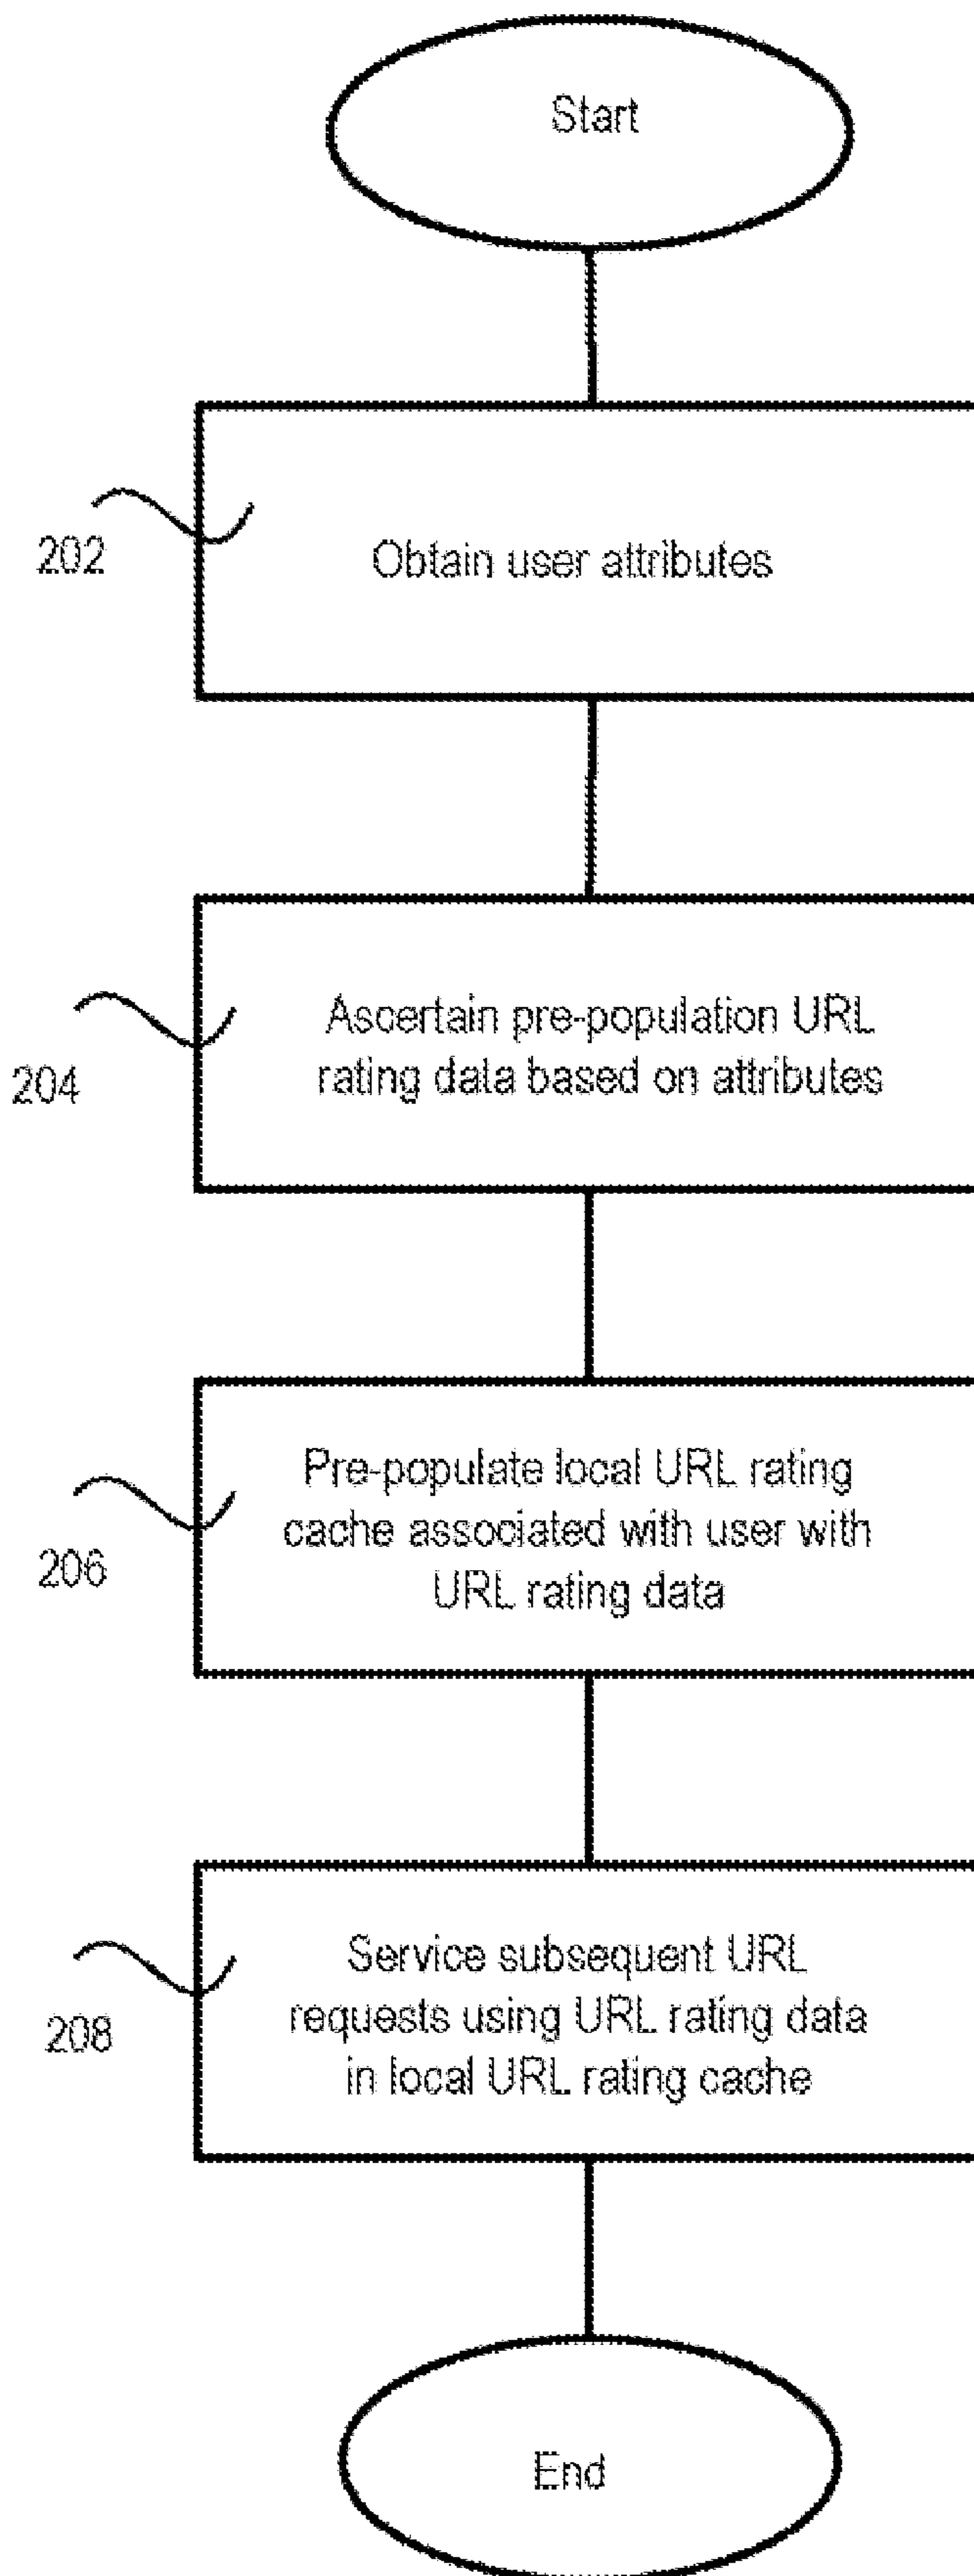 Start
202
Obtain user attributes
204
Ascertain pre-population URL
rating data based on attributes
206
Pre-populate local URL rating
cache associated with user with
URL rating data
208
Service subsequent URL
requests using URL rating data
in local URL rating cache
End